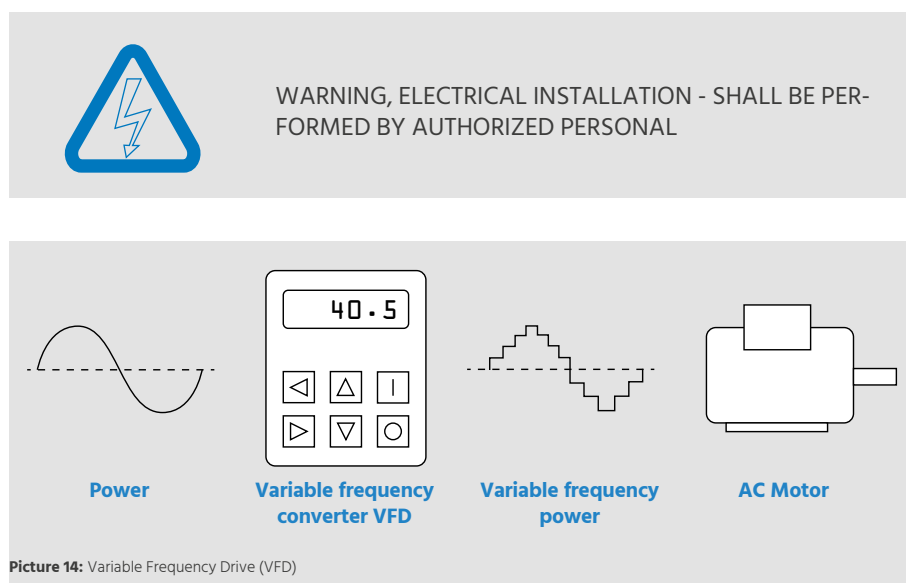 WARNING, ELECTRICAL INSTALLATION - SHALL BE PER-
FORMED BY AUTHORIZED PERSONAL
40.5
Power
Variable frequency
converter VFD
Variable frequency
power
AC Motor
Picture 14: Variable Frequency Drive (VFD)